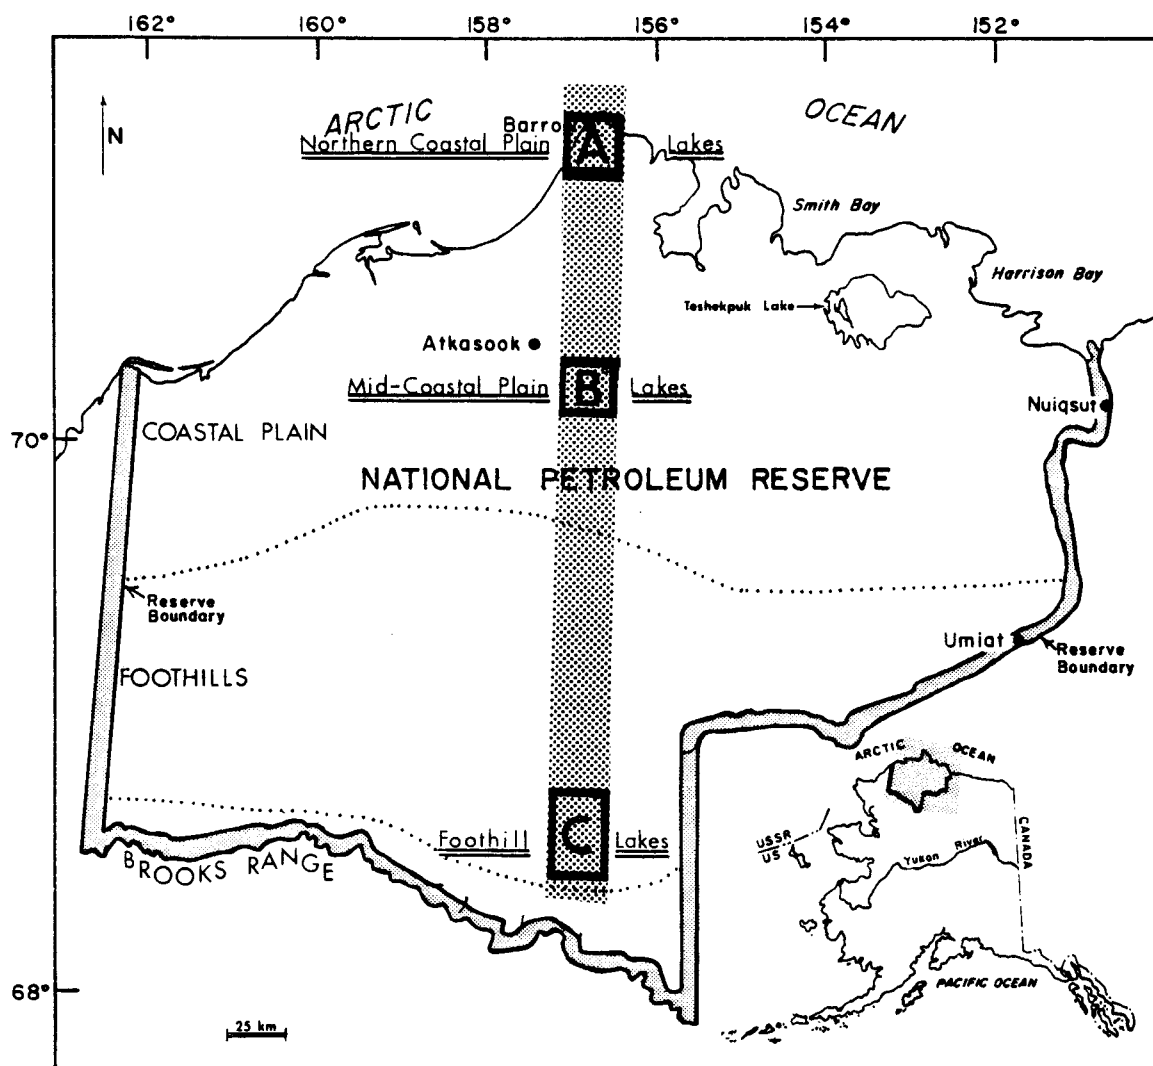 162° 160° 158° 156° 154° 152°
N
ARCTIC OCEAN
Barro
Northern Coastal Plain A Lakes
Smith Bay
Harrison Bay
Teshekpuk Lake
Atkasook
Mid-Coastal Plain B Lakes
Nuiqsut
70°
COASTAL PLAIN
NATIONAL PETROLEUM RESERVE
Reserve
Boundary
Umiat
Reserve
Boundary
FOOTHILLS
Foothill C Lakes
BROOKS RANGE
68°
25 km
ARCTIC OCEAN
USSR
US
CANADA
Yukon River
PACIFIC OCEAN